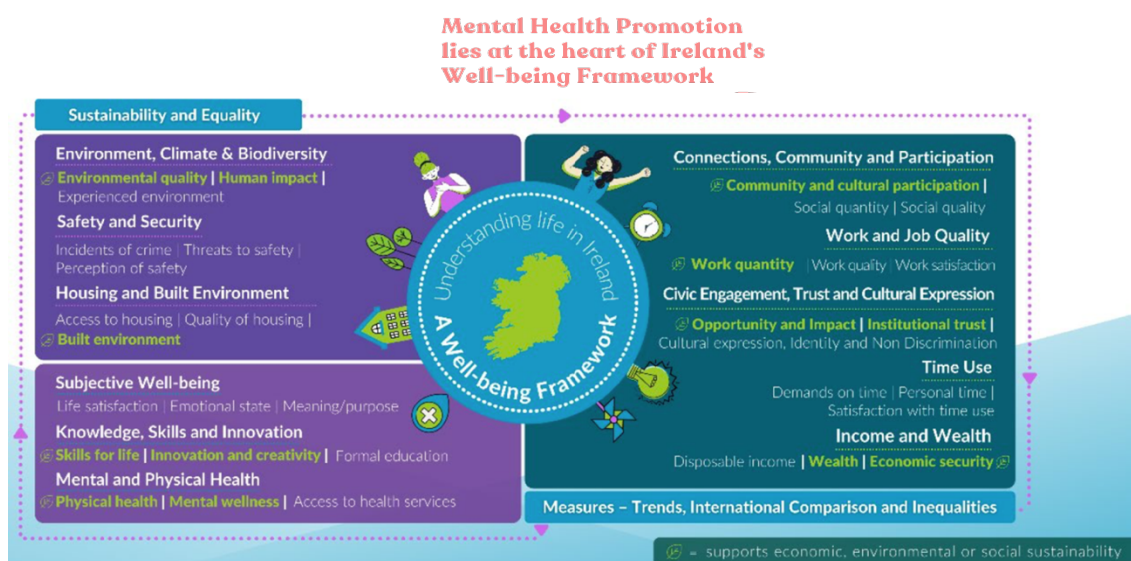 Mental Health Promotion
lies at the heart of Ireland's
Well-being Framework
Sustainability and Equality
Environment, Climate & Biodiversity
Environmental quality | Human impact |
Experienced environment
Safety and Security
Incidents of crime | Threats to safety |
Perception of safety
Housing and Built Environment
Access to housing | Quality of housing |
Built environment
Subjective Well-being
Life satisfaction | Emotional state | Meaning/purpose
Knowledge, Skills and Innovation
Skills for life | Innovation and creativity | Formal education
Mental and Physical Health
Physical health | Mental wellness | Access to health services
Understanding life in Ireland
A Well-being Framework
Connections, Community and Participation
Community and cultural participation |
Social quantity | Social quality
Work and Job Quality
Work quantity | Work quality | Work satisfaction
Civic Engagement, Trust and Cultural Expression
Opportunity and Impact | Institutional trust |
Cultural expression, Identity and Non Discrimination
Time Use
Demands on time | Personal time |
Satisfaction with time use
Income and Wealth
Disposable income | Wealth | Economic security
Measures – Trends, International Comparison and Inequalities
= supports economic, environmental or social sustainability